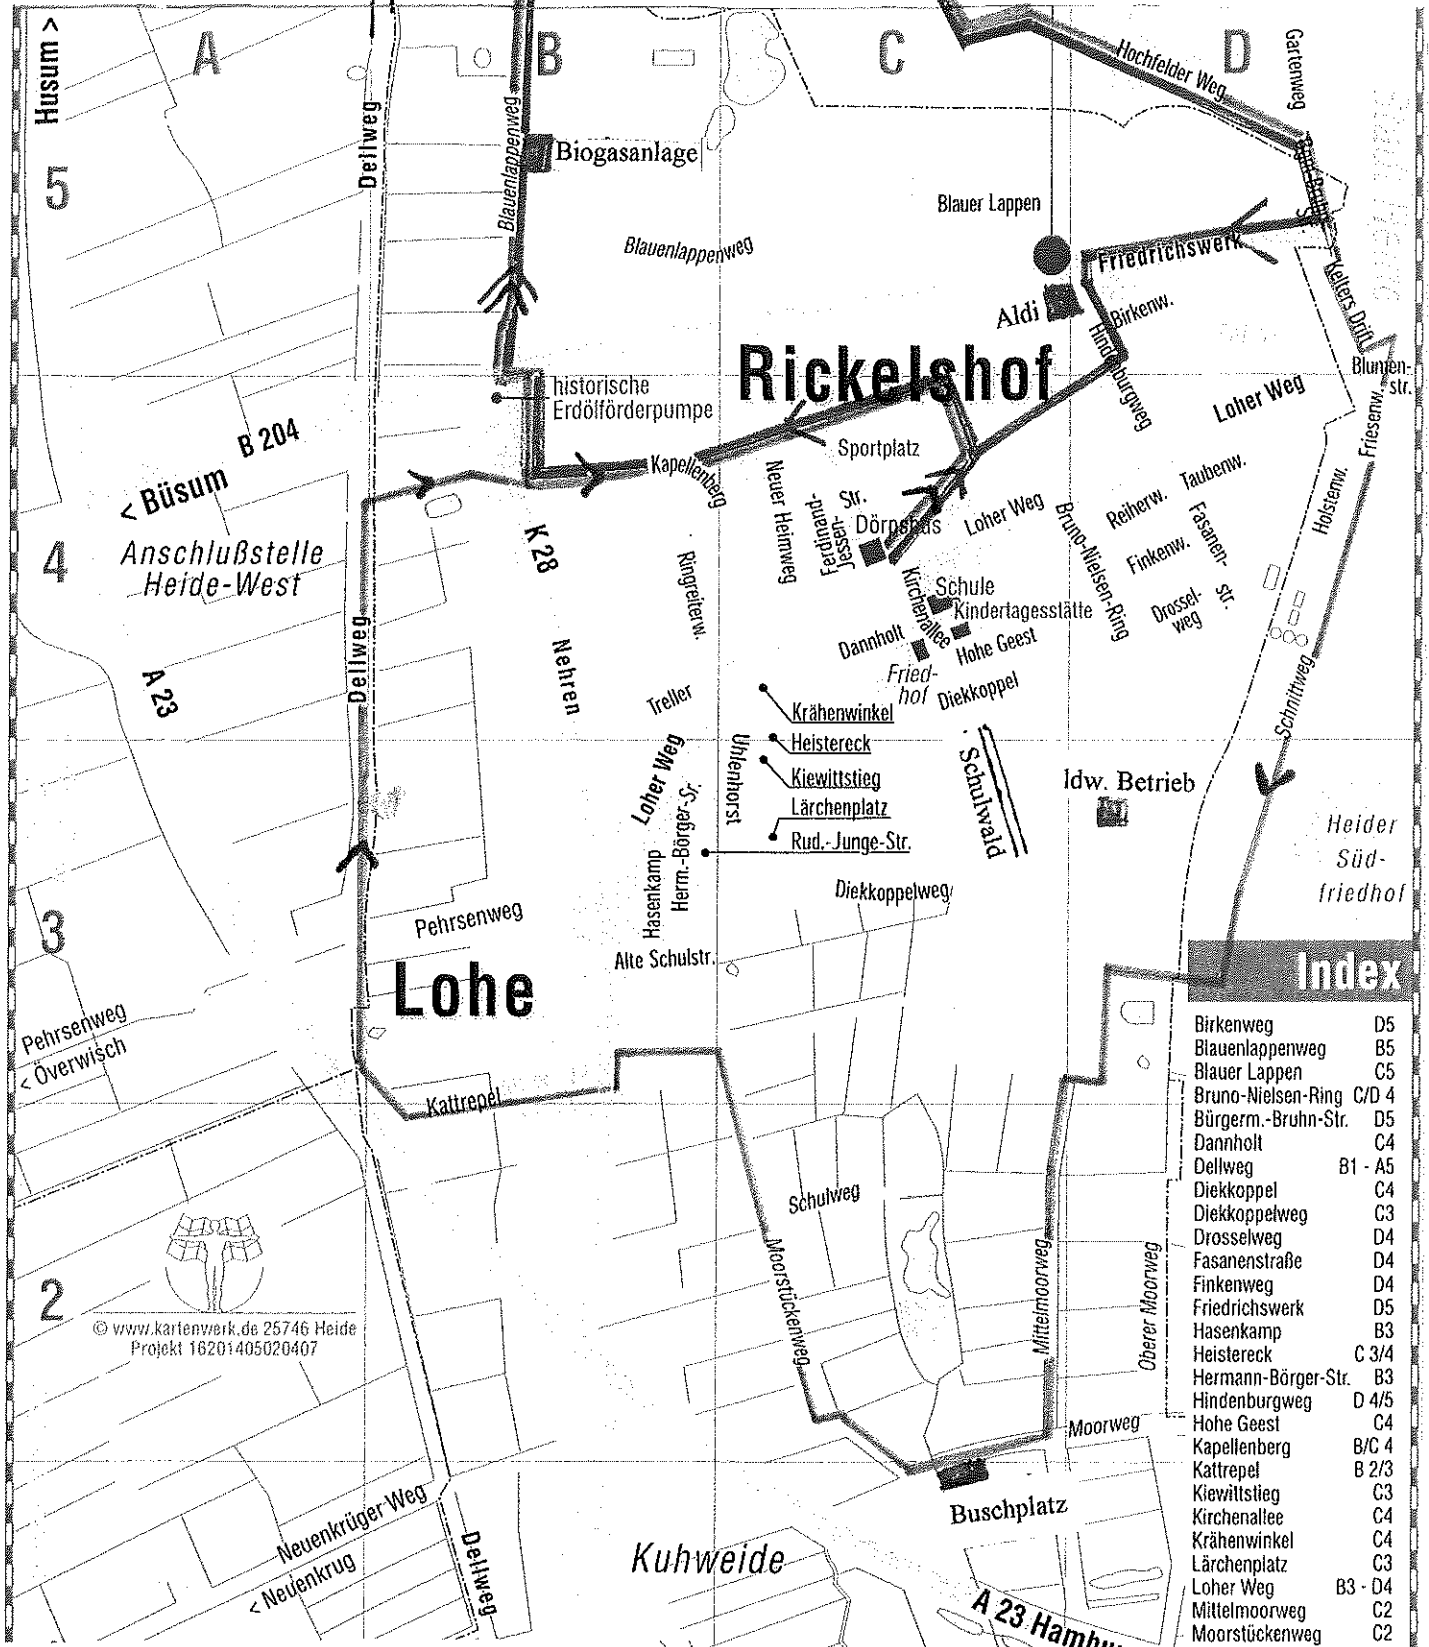 Husum >
A
B
C
D
Gartenweg
Hochfelder Weg
Dellweg
Blauenlappenweg
Biogasanlage
5
Blauer Lappen
Blauenlappenweg
Friedrichswerk
Kelters Drift
Aldi
Birkenw.
Hindenburgweg
Rickelshof
Blumen-
str.
historische
Erdölförderpumpe
Loher Weg
Friesenw.
B 204
Sportplatz
< Büsum
Kapellenberg
Neuer Heimweg
Ferdinand-
Jessen-
Str.
Dörpshus
Loher Weg
Bruno-Nielsen-Ring
Reiherw.
Taubenw.
Holstenw.
4
Anschlußstelle
Heide-West
K 28
Ringreiterw.
Kirchenallee
Finkenw.
Fasanen-
str.
Schule
Kindertagesstätte
Drossel-
weg
Dellweg
Nehren
Dannholt
Hohe Geest
Fried-
hof
Diekkoppel
A 23
Treller
Krähenwinkel
Schnittweg
Loher Weg
Uhlenhorst
Heistereck
Kiewittstieg
Schulwald
ldw. Betrieb
Lärchenplatz
Rud.-Junge-Str.
Hasenkamp
Herm.-Börger-Sr.
Heider
Süd-
friedhof
Diekkoppelweg
3
Pehrsenweg
Alte Schulstr.
Lohe
Pehrsenweg
< Överwisch
Kattrepel
Schulweg
Moorstückenweg
Mittelmoorweg
Oberer Moorweg
2
© www.kartenwerk.de 25746 Heide
Projekt 16201405020407
Moorweg
Buschplatz
Neuenkrüger Weg
< Neuenkrug
Dellweg
Kuhweide
A 23 Hambu
Index
Birkenweg D5
Blauenlappenweg B5
Blauer Lappen C5
Bruno-Nielsen-Ring C/D 4
Bürgerm.-Bruhn-Str. D5
Dannholt C4
Dellweg B1 - A5
Diekkoppel C4
Diekkoppelweg C3
Drosselweg D4
Fasanenstraße D4
Finkenweg D4
Friedrichswerk D5
Hasenkamp B3
Heistereck C 3/4
Hermann-Börger-Str. B3
Hindenburgweg D 4/5
Hohe Geest C4
Kapellenberg B/C 4
Kattrepel B 2/3
Kiewittstieg C3
Kirchenallee C4
Krähenwinkel C4
Lärchenplatz C3
Loher Weg B3 - D4
Mittelmoorweg C2
Moorstückenweg C2